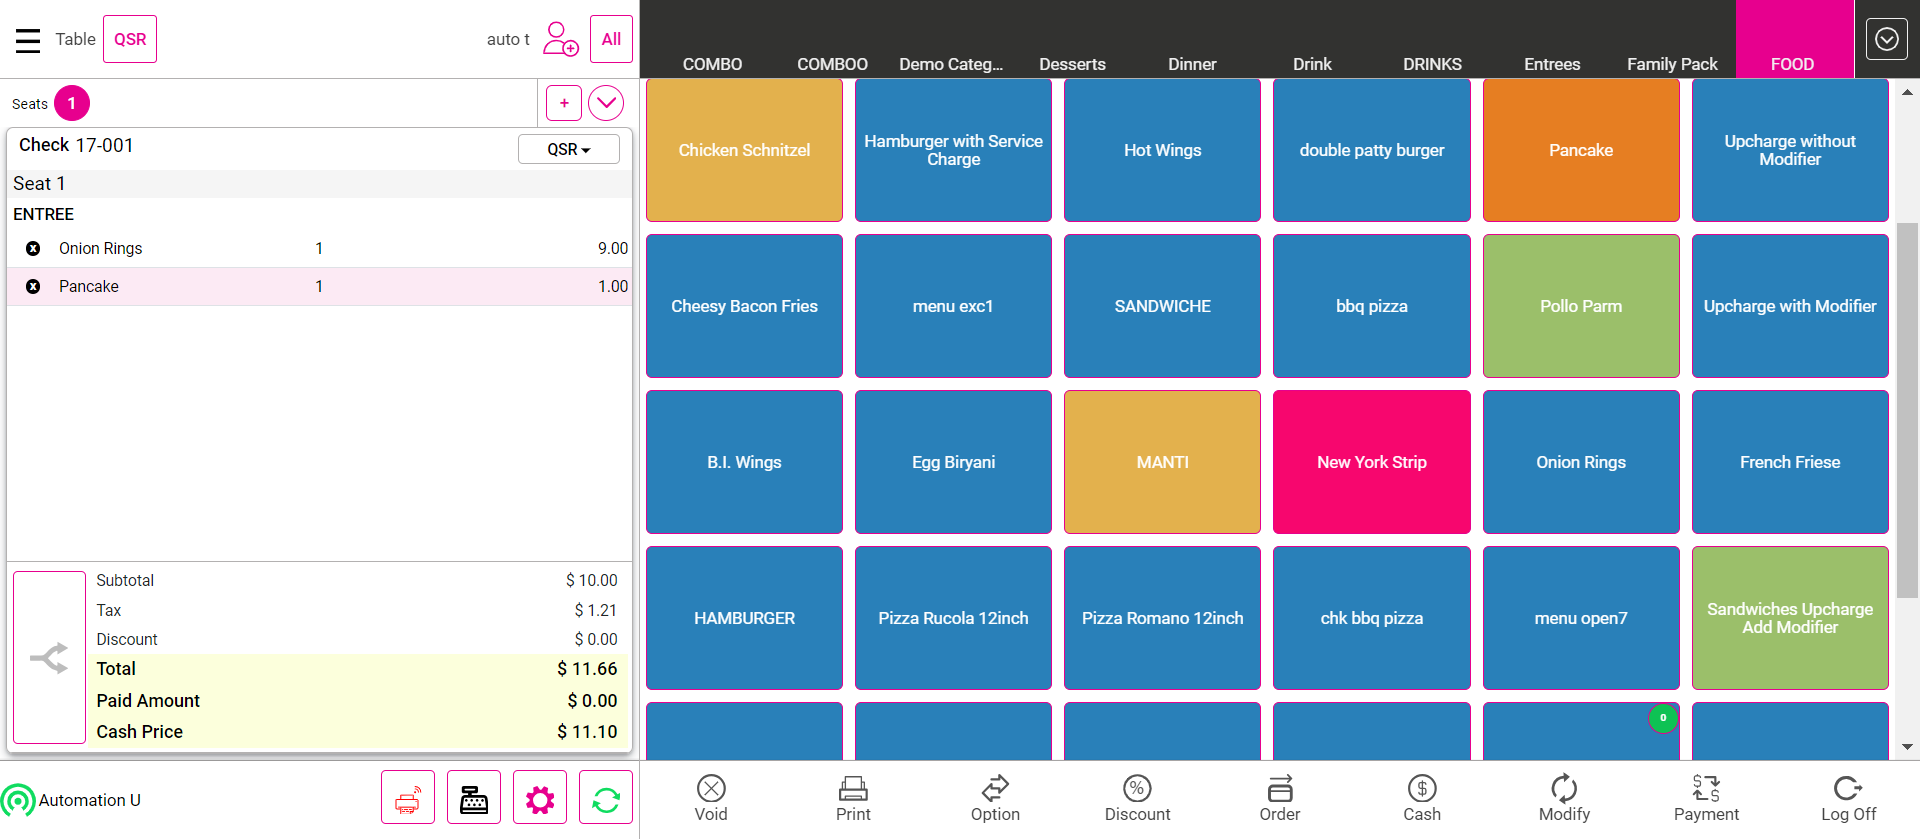 Table
QSR
auto t
All
COMBO
COMBOO
Demo Categ...
Desserts
Dinner
Drink
DRINKS
Entrees
Family Pack
FOOD
Seats 1
+
Check 17-001
QSR
Seat 1
ENTREE
x Onion Rings 1 9.00
x Pancake 1 1.00
Subtotal $ 10.00
Tax $ 1.21
Discount $ 0.00
Total $ 11.66
Paid Amount $ 0.00
Cash Price $ 11.10
Automation U
Chicken Schnitzel
Hamburger with Service
Charge
Hot Wings
double patty burger
Pancake
Upcharge without
Modifier
Cheesy Bacon Fries
menu exc1
SANDWICHE
bbq pizza
Pollo Parm
Upcharge with Modifier
B.I. Wings
Egg Biryani
MANTI
New York Strip
Onion Rings
French Friese
HAMBURGER
Pizza Rucola 12inch
Pizza Romano 12inch
chk bbq pizza
menu open7
Sandwiches Upcharge
Add Modifier
0
Void
Print
Option
Discount
Order
Cash
Modify
Payment
Log Off